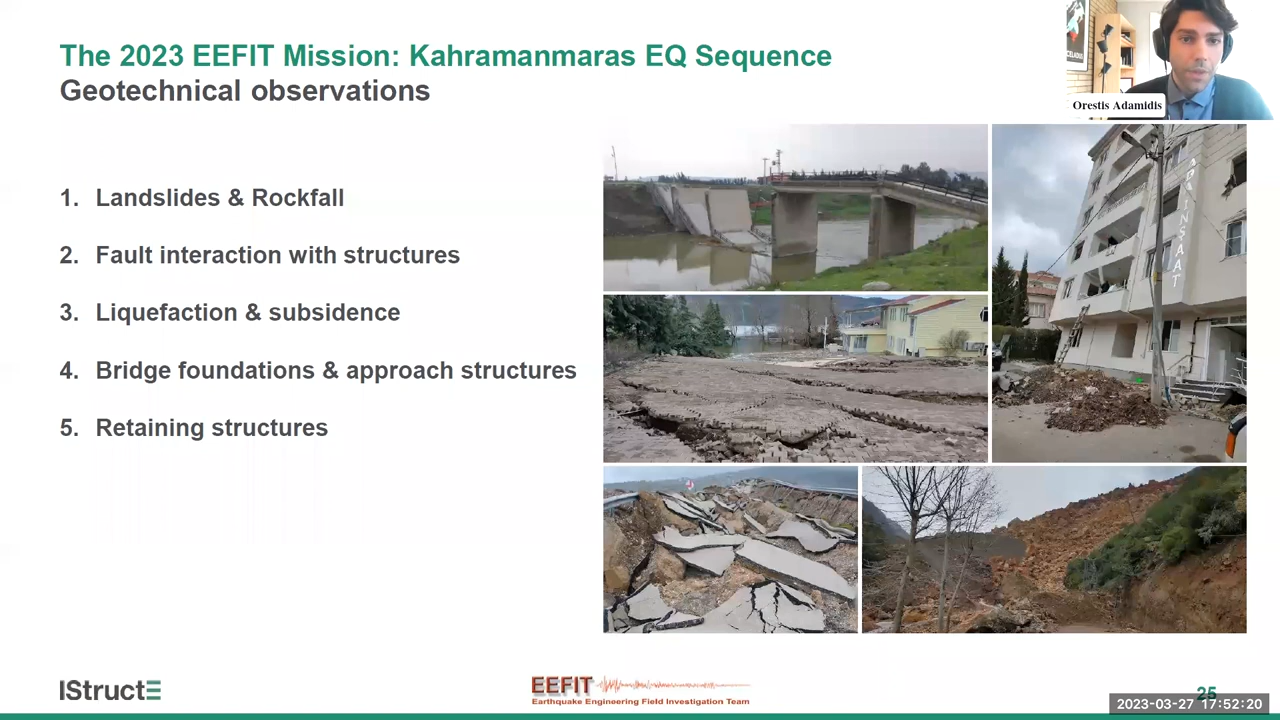 The 2023 EEFIT Mission: Kahramanmaras EQ Sequence
Geotechnical observations
Orestis Adamidis
1. Landslides & Rockfall
2. Fault interaction with structures
3. Liquefaction & subsidence
4. Bridge foundations & approach structures
5. Retaining structures
İNŞAAT
IStructE
EEFIT
Earthquake Engineering Field Investigation Team
25
2023-03-27 17:52:20